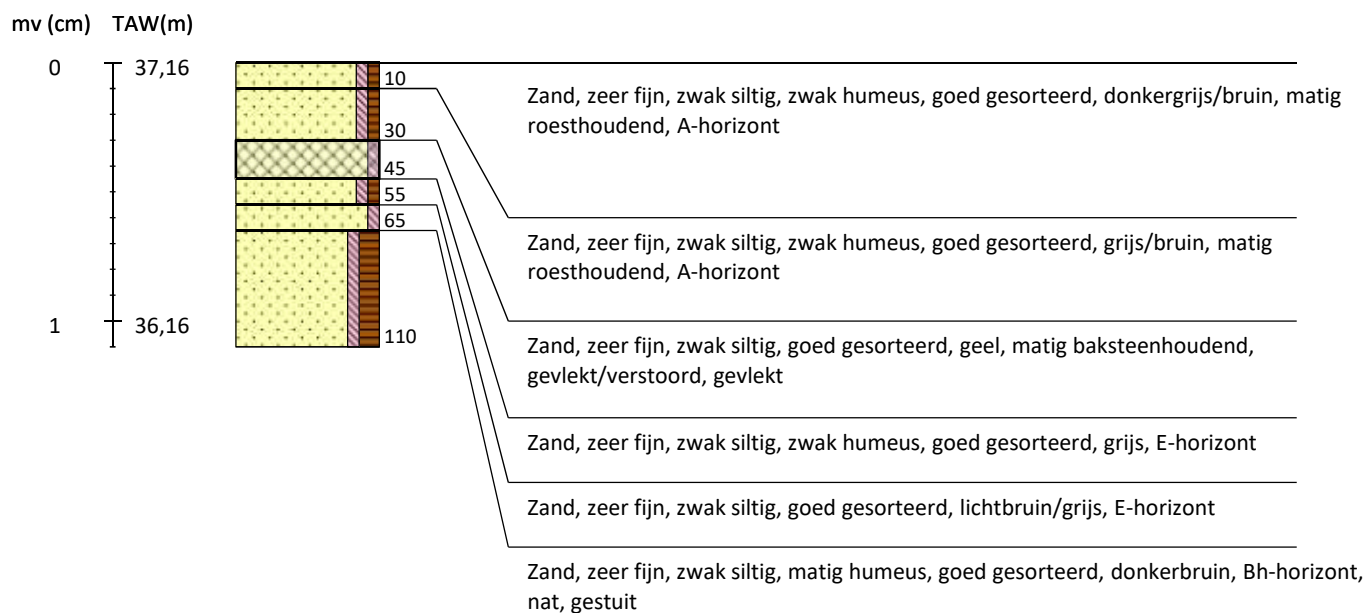 mv (cm) TAW(m)
0 37,16
10
Zand, zeer fijn, zwak siltig, zwak humeus, goed gesorteerd, donkergrijs/bruin, matig
roesthoudend, A-horizont
30
45
55
65
Zand, zeer fijn, zwak siltig, zwak humeus, goed gesorteerd, grijs/bruin, matig
roesthoudend, A-horizont
1 36,16
110
Zand, zeer fijn, zwak siltig, goed gesorteerd, geel, matig baksteenhoudend,
gevlekt/verstoord, gevlekt
Zand, zeer fijn, zwak siltig, zwak humeus, goed gesorteerd, grijs, E-horizont
Zand, zeer fijn, zwak siltig, goed gesorteerd, lichtbruin/grijs, E-horizont
Zand, zeer fijn, zwak siltig, matig humeus, goed gesorteerd, donkerbruin, Bh-horizont,
nat, gestuit